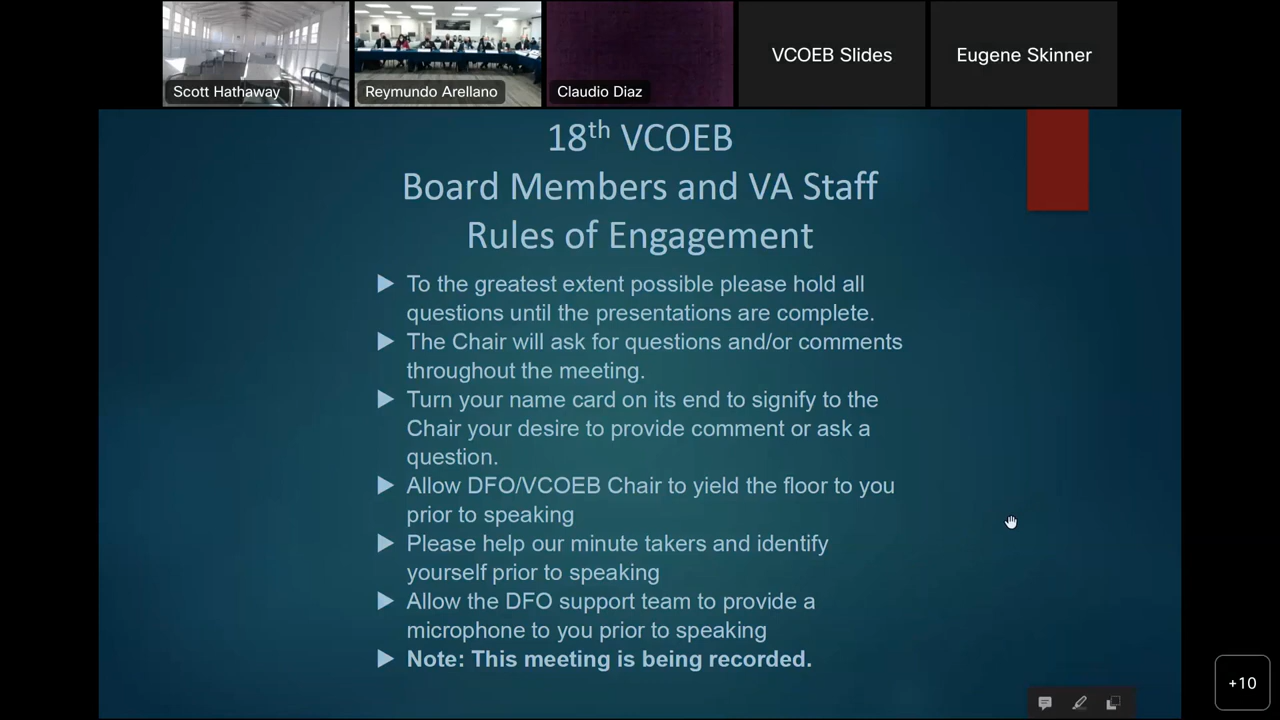 Scott Hathaway
Reymundo Arellano
Claudio Diaz
VCOEB Slides
Eugene Skinner
18th VCOEB
Board Members and VA Staff
Rules of Engagement
To the greatest extent possible please hold all
questions until the presentations are complete.
The Chair will ask for questions and/or comments
throughout the meeting.
Turn your name card on its end to signify to the
Chair your desire to provide comment or ask a
question.
Allow DFO/VCOEB Chair to yield the floor to you
prior to speaking
Please help our minute takers and identify
yourself prior to speaking
Allow the DFO support team to provide a
microphone to you prior to speaking
Note: This meeting is being recorded.
+10